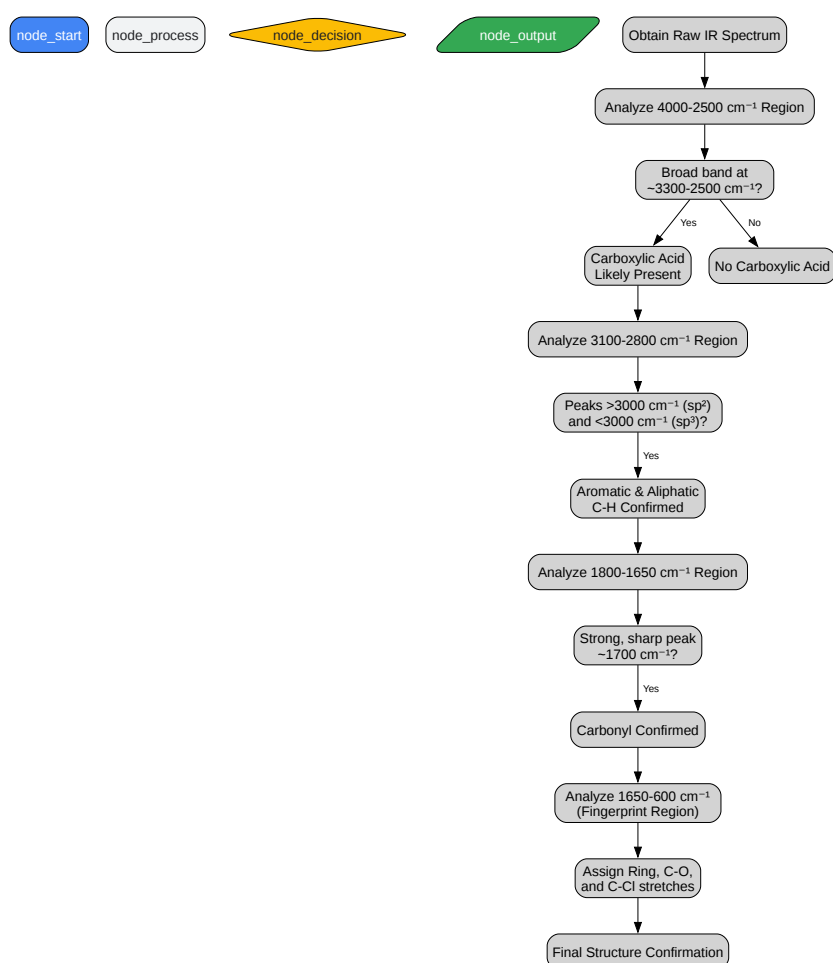 node_start
node_process
node_decision
node_output
Obtain Raw IR Spectrum
Analyze 4000-2500 cm⁻¹ Region
Broad band at
~3300-2500 cm⁻¹?
Yes
No
Carboxylic Acid
Likely Present
No Carboxylic Acid
Analyze 3100-2800 cm⁻¹ Region
Peaks >3000 cm⁻¹ (sp²)
and <3000 cm⁻¹ (sp³)?
Yes
Aromatic & Aliphatic
C-H Confirmed
Analyze 1800-1650 cm⁻¹ Region
Strong, sharp peak
~1700 cm⁻¹?
Yes
Carbonyl Confirmed
Analyze 1650-600 cm⁻¹
(Fingerprint Region)
Assign Ring, C-O,
and C-Cl stretches
Final Structure Confirmation